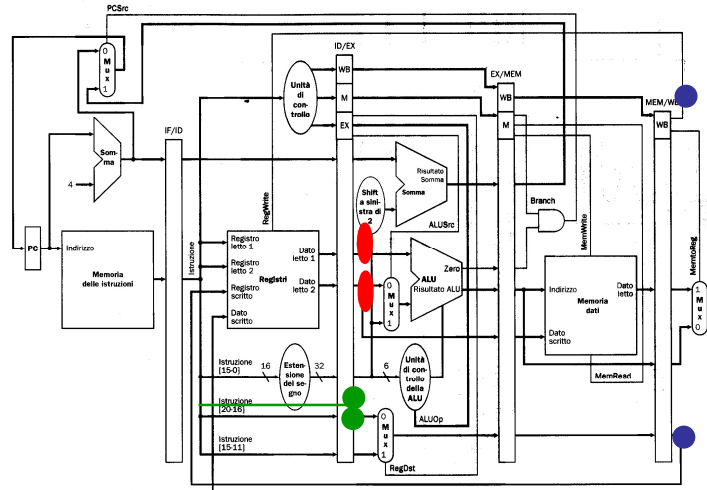 PCSrc
0
M
u
x
1
ID/EX
WB
M
EX
Unità
di con-
trollo
EX/MEM
WB
M
MEM/WB
WB
IF/ID
Som-
ma
4
PC
Indirizzo
Memoria
delle istruzioni
Istruzione
RegWrite
Registro
letto 1
Registro
letto 2
Registro
scritto
Dato
scritto
Registri
Dato
letto 1
Dato
letto 2
Shift
a sini-
stra di
2
Somma
Risultato
Somma
ALUSrc
0
M
u
x
1
ALU
Zero
Risultato ALU
Branch
MemWrite
Indirizzo
Dato
letto
Memoria
dati
Dato
scritto
MemRead
MemtoReg
1
M
u
x
0
Istruzione
[15-0]
16
Esten-
sione
del segno
32
6
Unità
di con-
trollo
della
ALU
ALUOp
Istruzione
[20-16]
Istruzione
[15-11]
0
M
u
x
1
RegDst